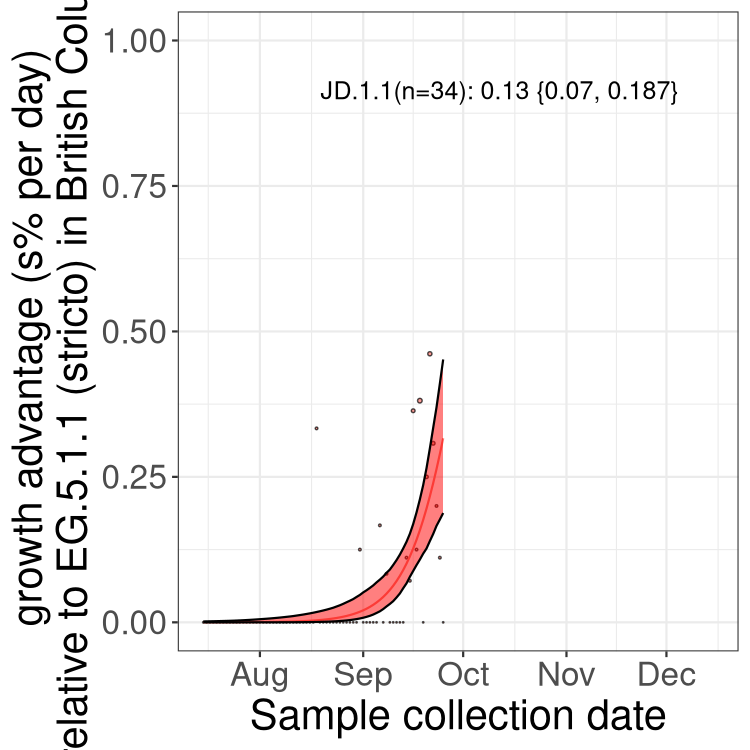 growth advantage (s% per day)
relative to EG.5.1.1 (stricto) in British Colu
1.00
0.75
0.50
0.25
0.00
JD.1.1(n=34): 0.13 {0.07, 0.187}
Aug Sep Oct Nov Dec
Sample collection date